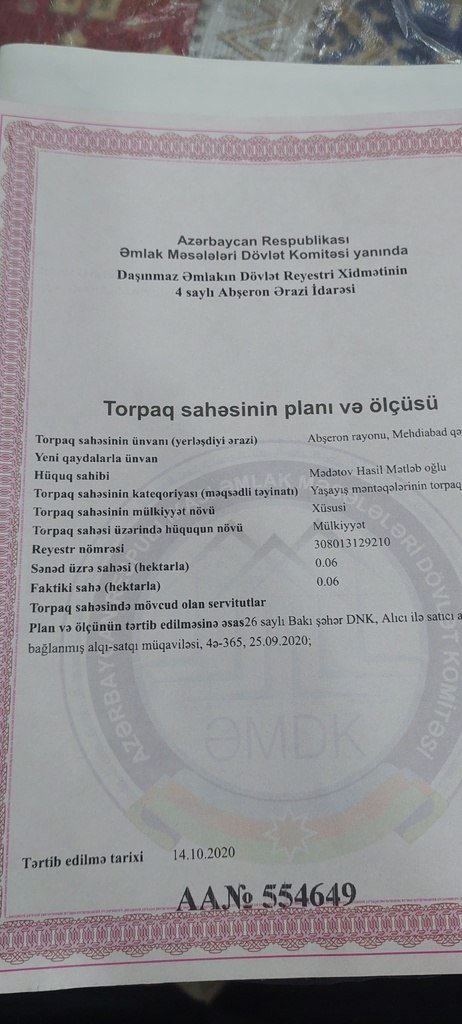 Azərbaycan Respublikası
Əmlak Məsələləri Dövlət Komitəsi yanında
Daşınmaz Əmlakın Dövlət Reyestri Xidmətinin
4 saylı Abşeron Ərazi İdarəsi
Torpaq sahəsinin planı və ölçüsü
Torpaq sahəsinin ünvanı (yerləşdiyi ərazi) Abşeron rayonu, Mehdiabad qə
Yeni qaydalarla ünvan
Hüquq sahibi Mədətov Hasil Mətləb oğlu
Torpaq sahəsinin kateqoriyası (məqsədli təyinatı) Yaşayış məntəqələrinin torpaq
Torpaq sahəsinin mülkiyyət növü Xüsusi
Torpaq sahəsi üzərində hüququn növü Mülkiyyət
Reyestr nömrəsi 308013129210
Sənəd üzrə sahəsi (hektarla) 0.06
Faktiki sahə (hektarla) 0.06
Torpaq sahəsində mövcud olan servitutlar
Plan və ölçünün tərtib edilməsinə əsas26 saylı Bakı şəhər DNK, Alıcı ilə satıcı a
bağlanmış alqı-satqı müqaviləsi, 4ə-365, 25.09.2020;
ƏMDK
Tərtib edilmə tarixi 14.10.2020
AA№ 554649